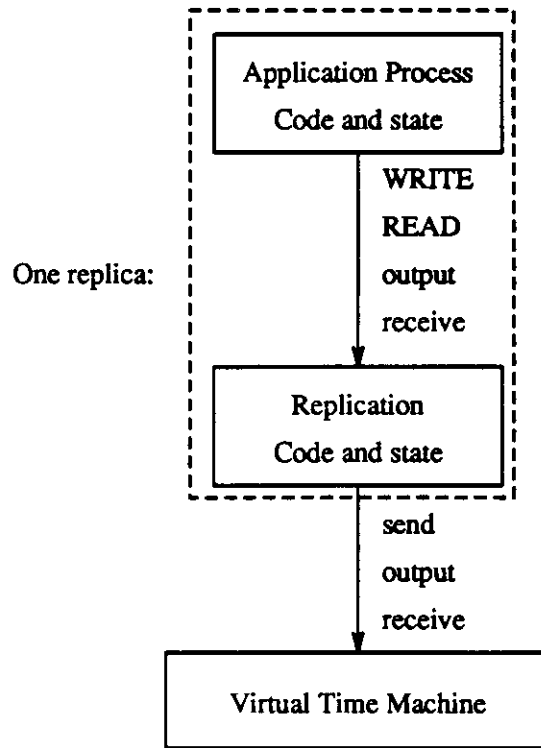 Application Process
Code and state
WRITE
READ
One replica:
output
receive
Replication
Code and state
send
output
receive
Virtual Time Machine